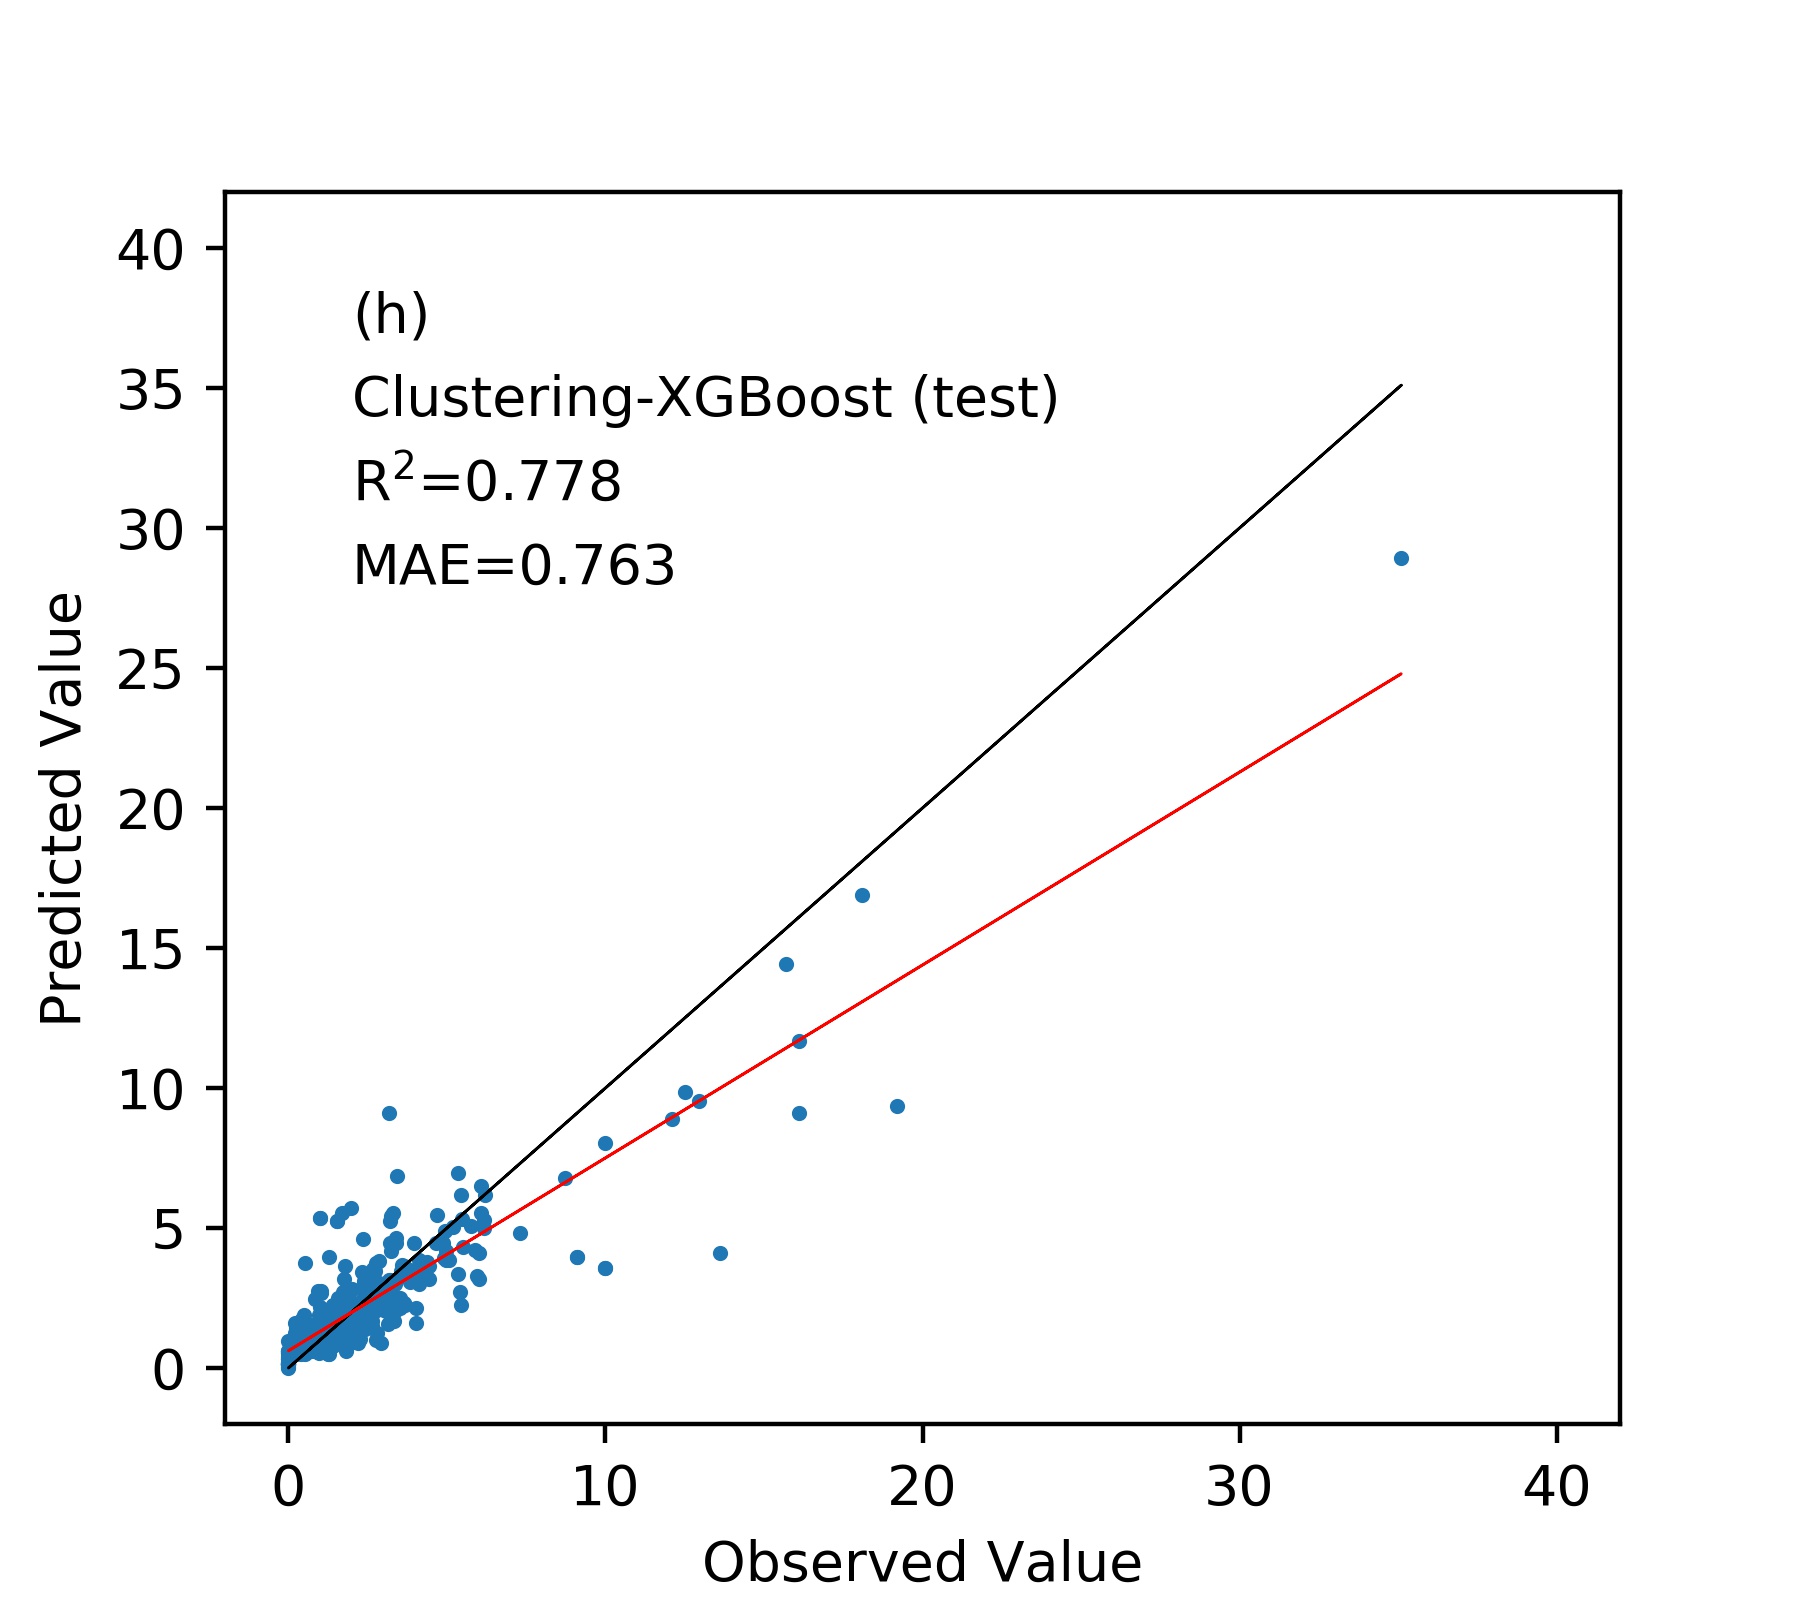 (h)
Clustering-XGBoost (test)
R²=0.778
MAE=0.763
Predicted Value
40
35
30
25
20
15
10
5
0
0 10 20 30 40
Observed Value